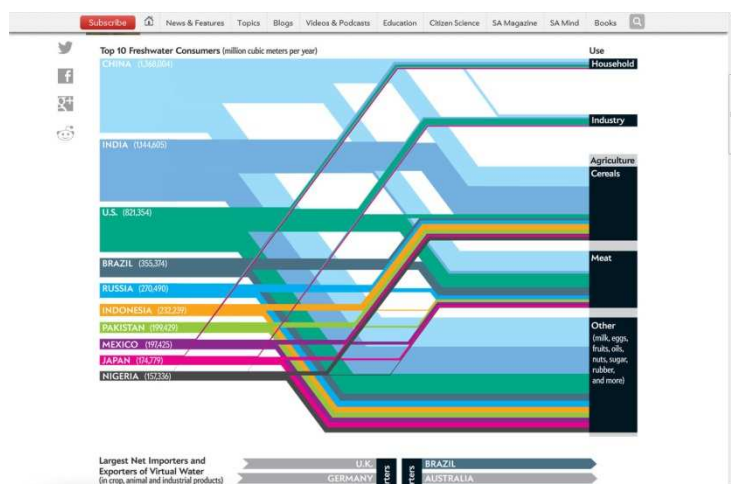 Subscribe
News & Features
Topics
Blogs
Videos & Podcasts
Education
Citizen Science
SA Magazine
SA Mind
Books
Top 10 Freshwater Consumers (million cubic meters per year)
Use
CHINA (1,368,004)
INDIA (1,144,605)
U.S. (821,354)
BRAZIL (355,374)
RUSSIA (270,490)
INDONESIA (232,239)
PAKISTAN (199,429)
MEXICO (197,425)
JAPAN (174,779)
NIGERIA (157,336)
Household
Industry
Agriculture
Cereals
Meat
Other
(milk, eggs,
fruits, oils,
nuts, sugar,
rubber,
and more)
Largest Net Importers and
Exporters of Virtual Water
(in crop, animal and industrial products)
U.K.
GERMANY
BRAZIL
AUSTRALIA